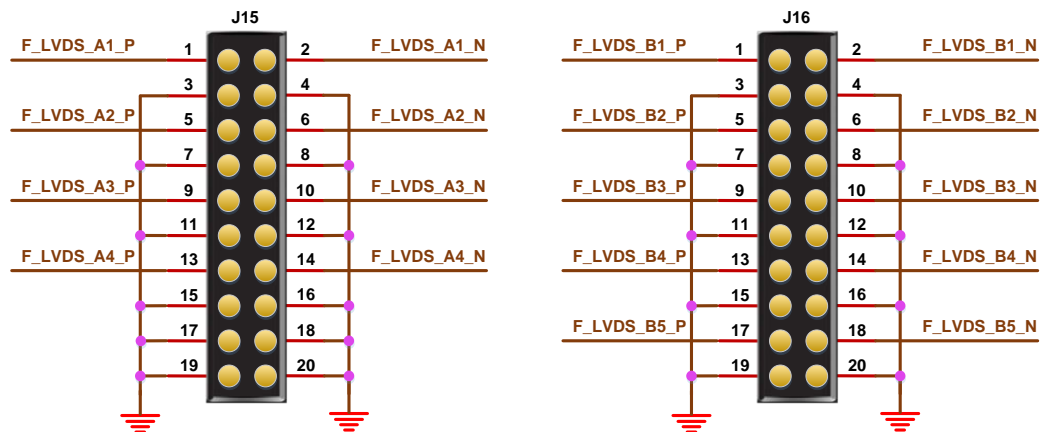 J15 J16
F_LVDS_A1_P 1 2 F_LVDS_A1_N F_LVDS_B1_P 1 2 F_LVDS_B1_N
3 4 3 4
F_LVDS_A2_P 5 6 F_LVDS_A2_N F_LVDS_B2_P 5 6 F_LVDS_B2_N
7 8 7 8
F_LVDS_A3_P 9 10 F_LVDS_A3_N F_LVDS_B3_P 9 10 F_LVDS_B3_N
11 12 11 12
F_LVDS_A4_P 13 14 F_LVDS_A4_N F_LVDS_B4_P 13 14 F_LVDS_B4_N
15 16 15 16
17 18 F_LVDS_B5_P 17 18 F_LVDS_B5_N
19 20 19 20